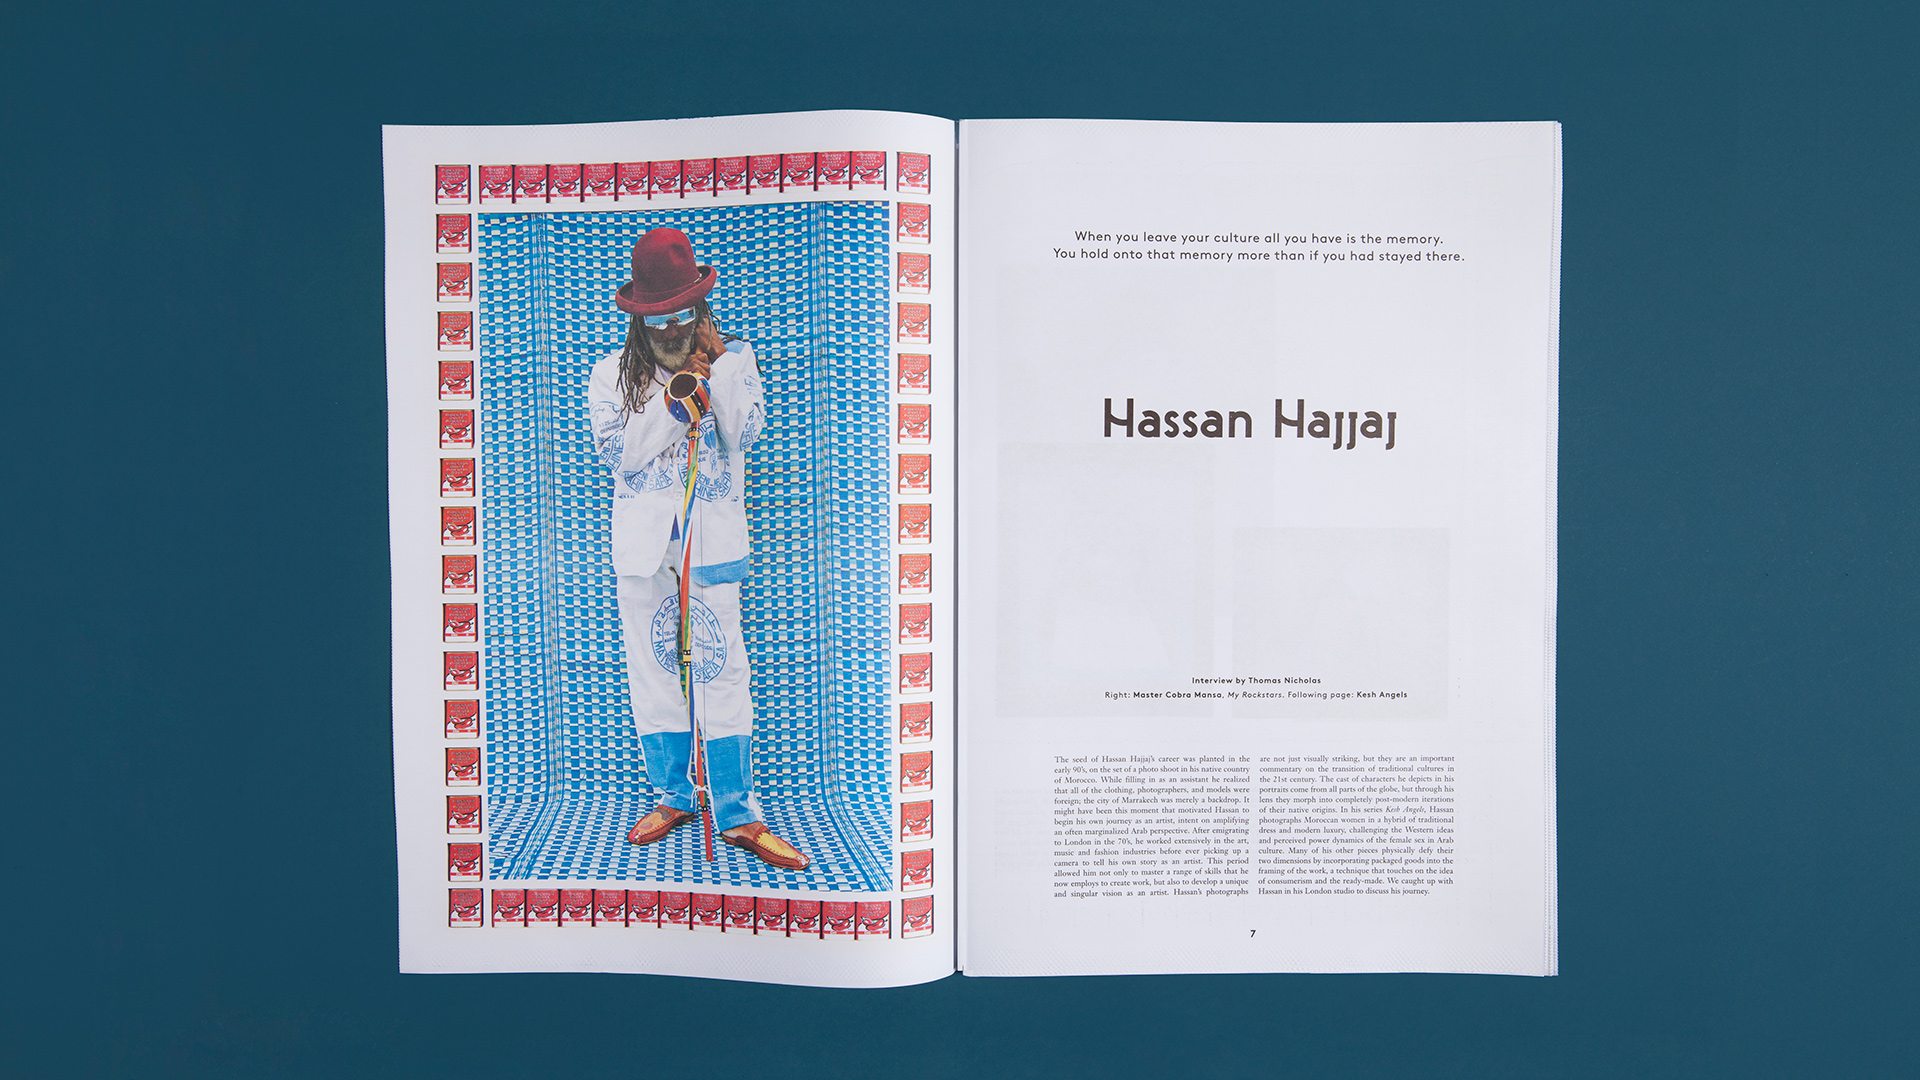 When you leave your culture all you have is the memory.
You hold onto that memory more than if you had stayed there.
Hassan Hajjaj
Interview by Thomas Nicholas
Right: Master Cobra Mansa, My Rockstars. Following page: Kesh Angels
The seed of Hassan Hajjaj's career was planted in the
early 90's, on the set of a photo shoot in his native country
of Morocco. While filling in as an assistant he realized
that all of the clothing, photographers, and models were
foreign; the city of Marrakech was merely a backdrop. It
might have been this moment that motivated Hassan to
begin his own journey as an artist, intent on amplifying
an often marginalized Arab perspective. After emigrating
to London in the 70's, he worked extensively in the art,
music and fashion industries before ever picking up a
camera to tell his own story as an artist. This period
allowed him not only to master a range of skills that he
now employs to create work, but also to develop a unique
and singular vision as an artist. Hassan's photographs
are not just visually striking, but they are an important
commentary on the transition of traditional cultures in
the 21st century. The cast of characters he depicts in his
portraits come from all parts of the globe, but through his
lens they morph into completely post-modern iterations
of their native origins. In his series Kesh Angels, Hassan
photographs Moroccan women in a hybrid of traditional
dress and modern luxury, challenging the Western ideas
and perceived power dynamics of the female sex in Arab
culture. Many of his other pieces physically defy their
two dimensions by incorporating packaged goods into the
framing of the work, a technique that touches on the idea
of consumerism and the ready-made. We caught up with
Hassan in his London studio to discuss his journey.
7